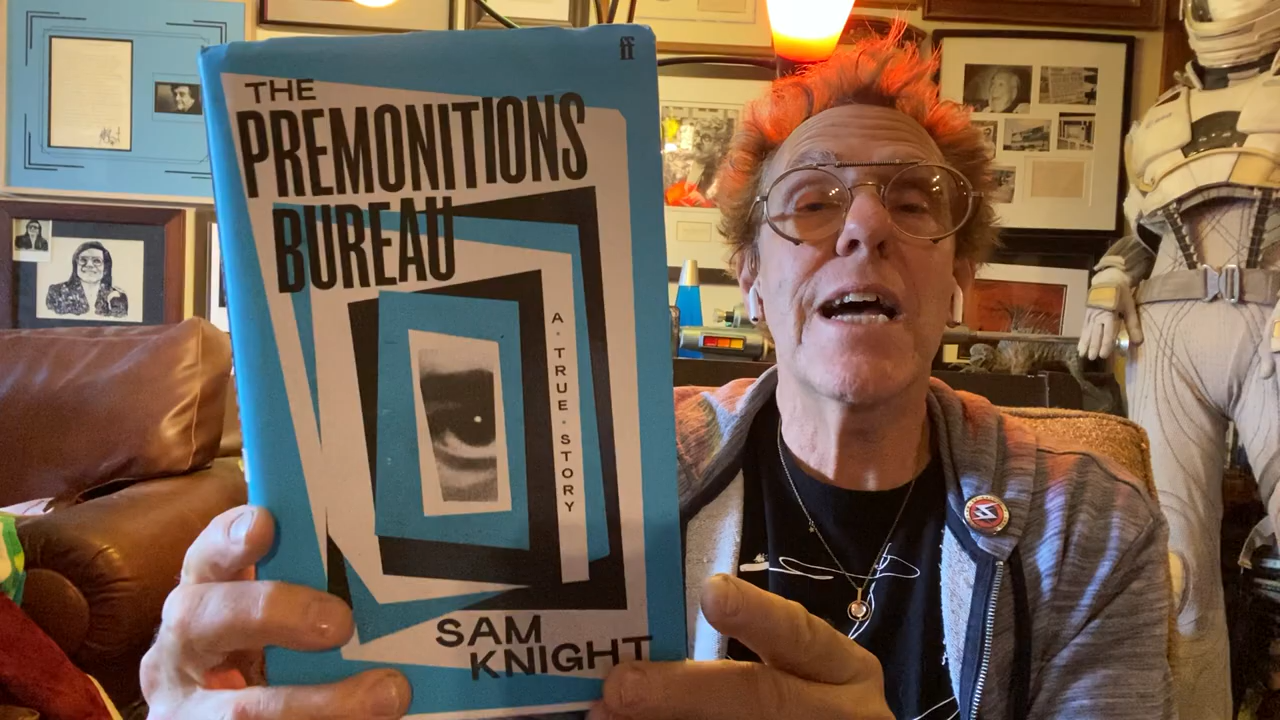 ff
THE
PREMONITIONS
BUREAU
A · TRUE · STORY
SAM
KNIGHT